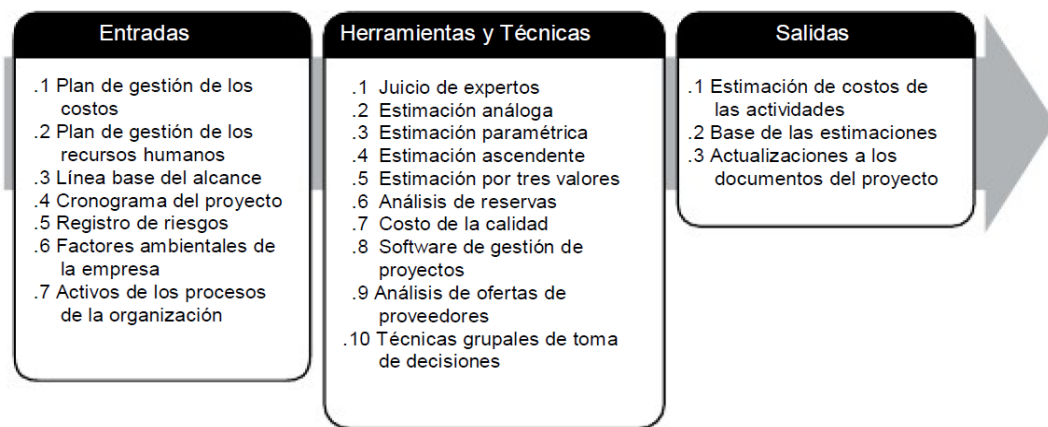 Entradas
.1 Plan de gestión de los
costos
.2 Plan de gestión de los
recursos humanos
.3 Línea base del alcance
.4 Cronograma del proyecto
.5 Registro de riesgos
.6 Factores ambientales de
la empresa
.7 Activos de los procesos
de la organización
Herramientas y Técnicas
.1 Juicio de expertos
.2 Estimación análoga
.3 Estimación paramétrica
.4 Estimación ascendente
.5 Estimación por tres valores
.6 Análisis de reservas
.7 Costo de la calidad
.8 Software de gestión de
proyectos
.9 Análisis de ofertas de
proveedores
.10 Técnicas grupales de toma
de decisiones
Salidas
.1 Estimación de costos de
las actividades
.2 Base de las estimaciones
.3 Actualizaciones a los
documentos del proyecto